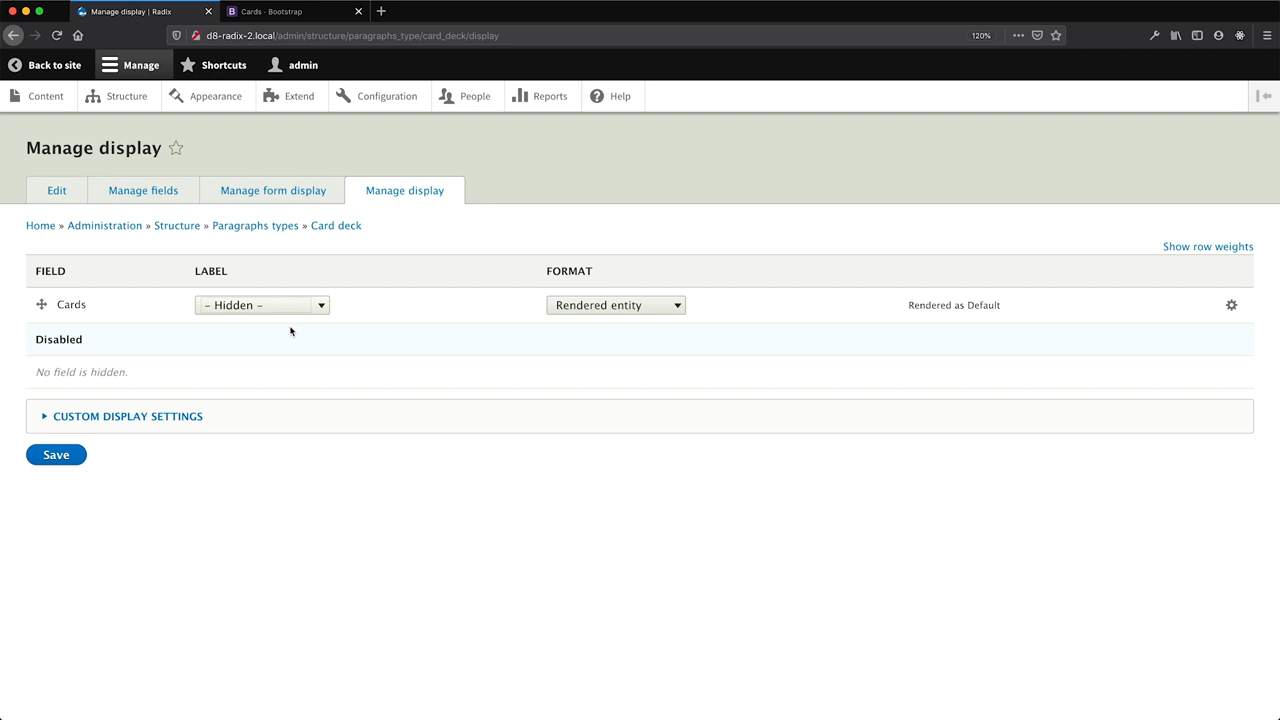 Manage display | Radix
Cards · Bootstrap
d8-radix-2.local/admin/structure/paragraphs_type/card_deck/display
120%
Back to site
Manage
Shortcuts
admin
Content
Structure
Appearance
Extend
Configuration
People
Reports
Help
Manage display
Edit
Manage fields
Manage form display
Manage display
Home » Administration » Structure » Paragraphs types » Card deck
Show row weights
FIELD LABEL FORMAT
Cards - Hidden - Rendered entity Rendered as Default
Disabled
No field is hidden.
CUSTOM DISPLAY SETTINGS
Save